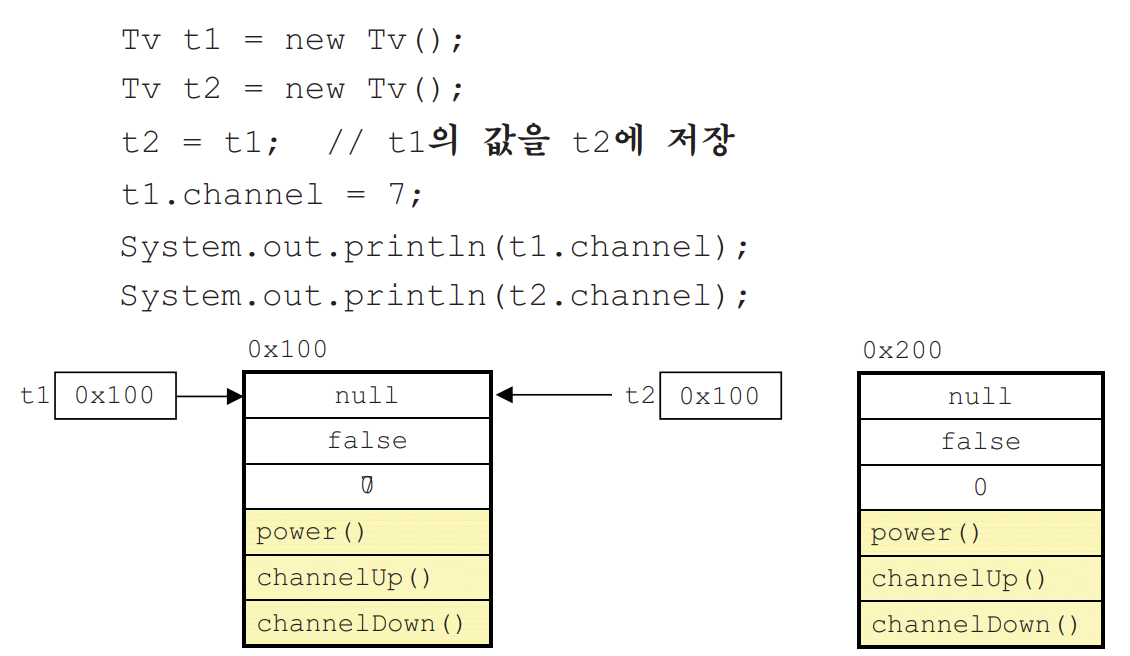 Tv t1 = new Tv();
Tv t2 = new Tv();
t2 = t1;  // t1의 값을 t2에 저장
t1.channel = 7;
System.out.println(t1.channel);
System.out.println(t2.channel);
0x100
0x200
t1 0x100
null
t2 0x100
null
false
false
0
power()
power()
channelUp()
channelUp()
channelDown()
channelDown()